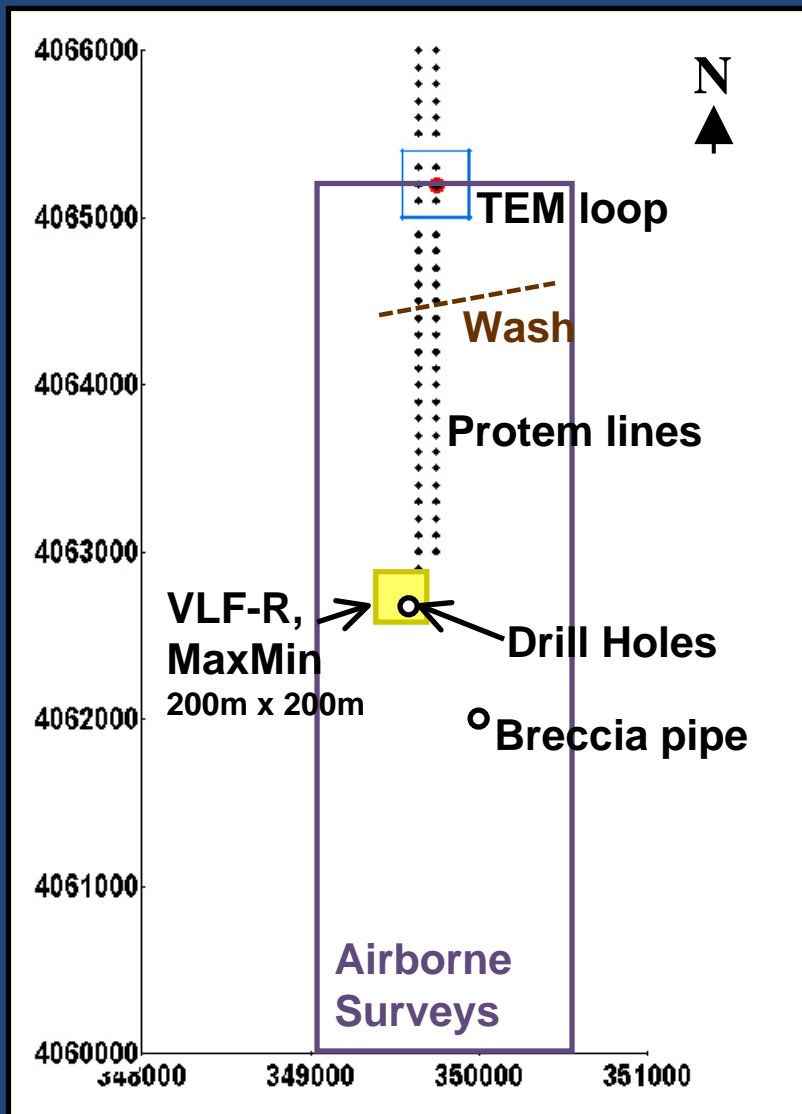 4066000
N
4065000
TEM loop
Wash
4064000
Protem lines
4063000
VLF-R,
MaxMin
200m x 200m
Drill Holes
4062000
Breccia pipe
4061000
Airborne
Surveys
4060000
348000 349000 350000 351000